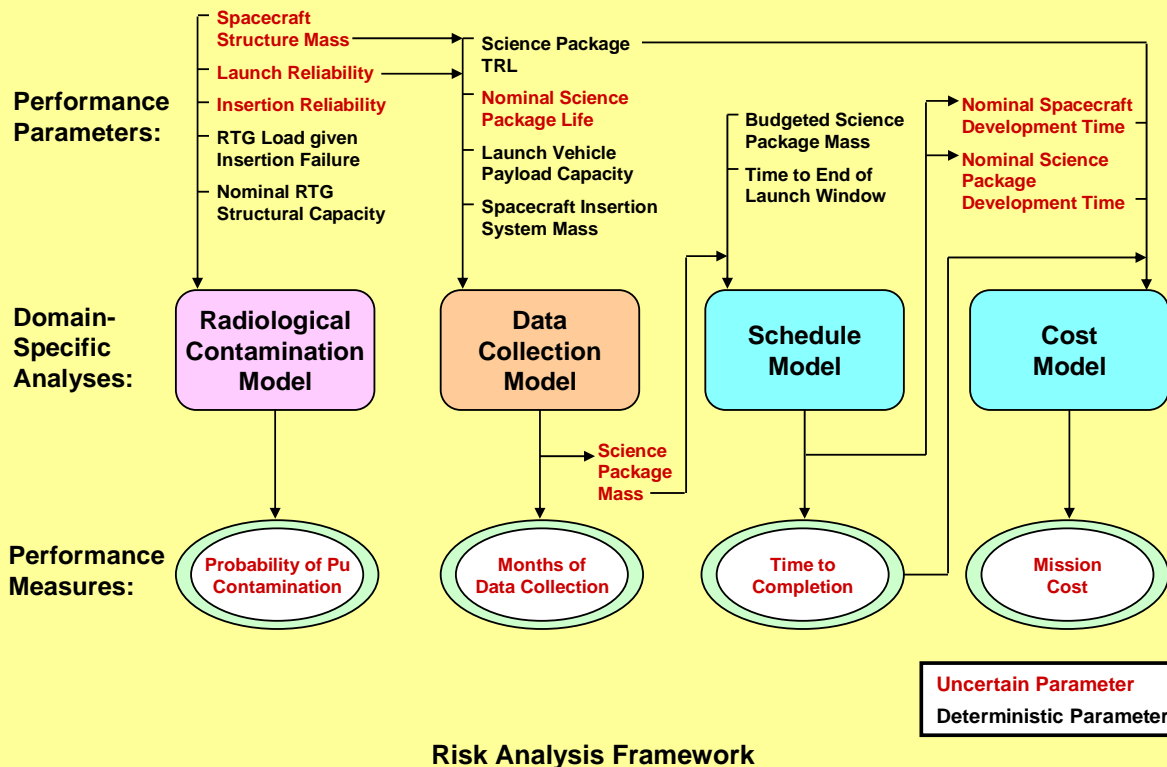 Spacecraft
Structure Mass
Launch Reliability
Insertion Reliability
RTG Load given
Insertion Failure
Nominal RTG
Structural Capacity
Science Package
TRL
Nominal Science
Package Life
Launch Vehicle
Payload Capacity
Spacecraft Insertion
System Mass
Budgeted Science
Package Mass
Time to End of
Launch Window
Nominal Spacecraft
Development Time
Nominal Science
Package
Development Time
Performance
Parameters:
Domain-
Specific
Analyses:
Radiological
Contamination
Model
Data
Collection
Model
Schedule
Model
Cost
Model
Science
Package
Mass
Performance
Measures:
Probability of Pu
Contamination
Months of
Data Collection
Time to
Completion
Mission
Cost
Uncertain Parameter
Deterministic Parameter
Risk Analysis Framework